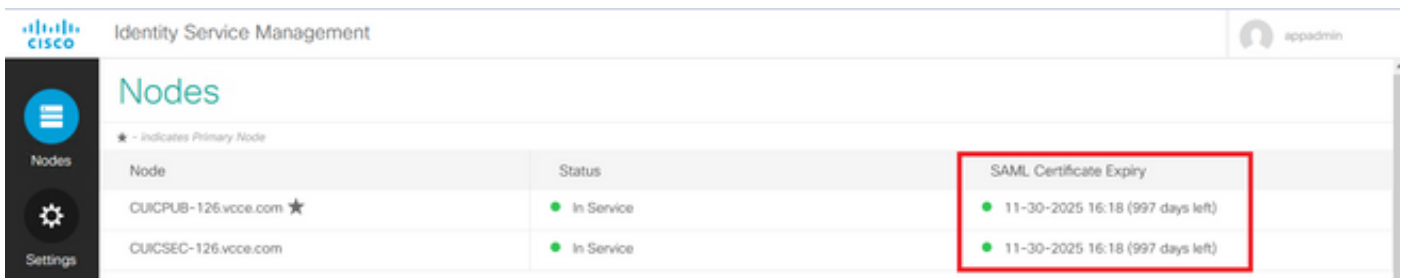 CISCO
Identity Service Management
appadmin
Nodes
★ - indicates Primary Node
Nodes
Node Status SAML Certificate Expiry
CUICPUB-126.vcce.com ★ In Service 11-30-2025 16:18 (997 days left)
CUICSEC-126.vcce.com In Service 11-30-2025 16:18 (997 days left)
Settings